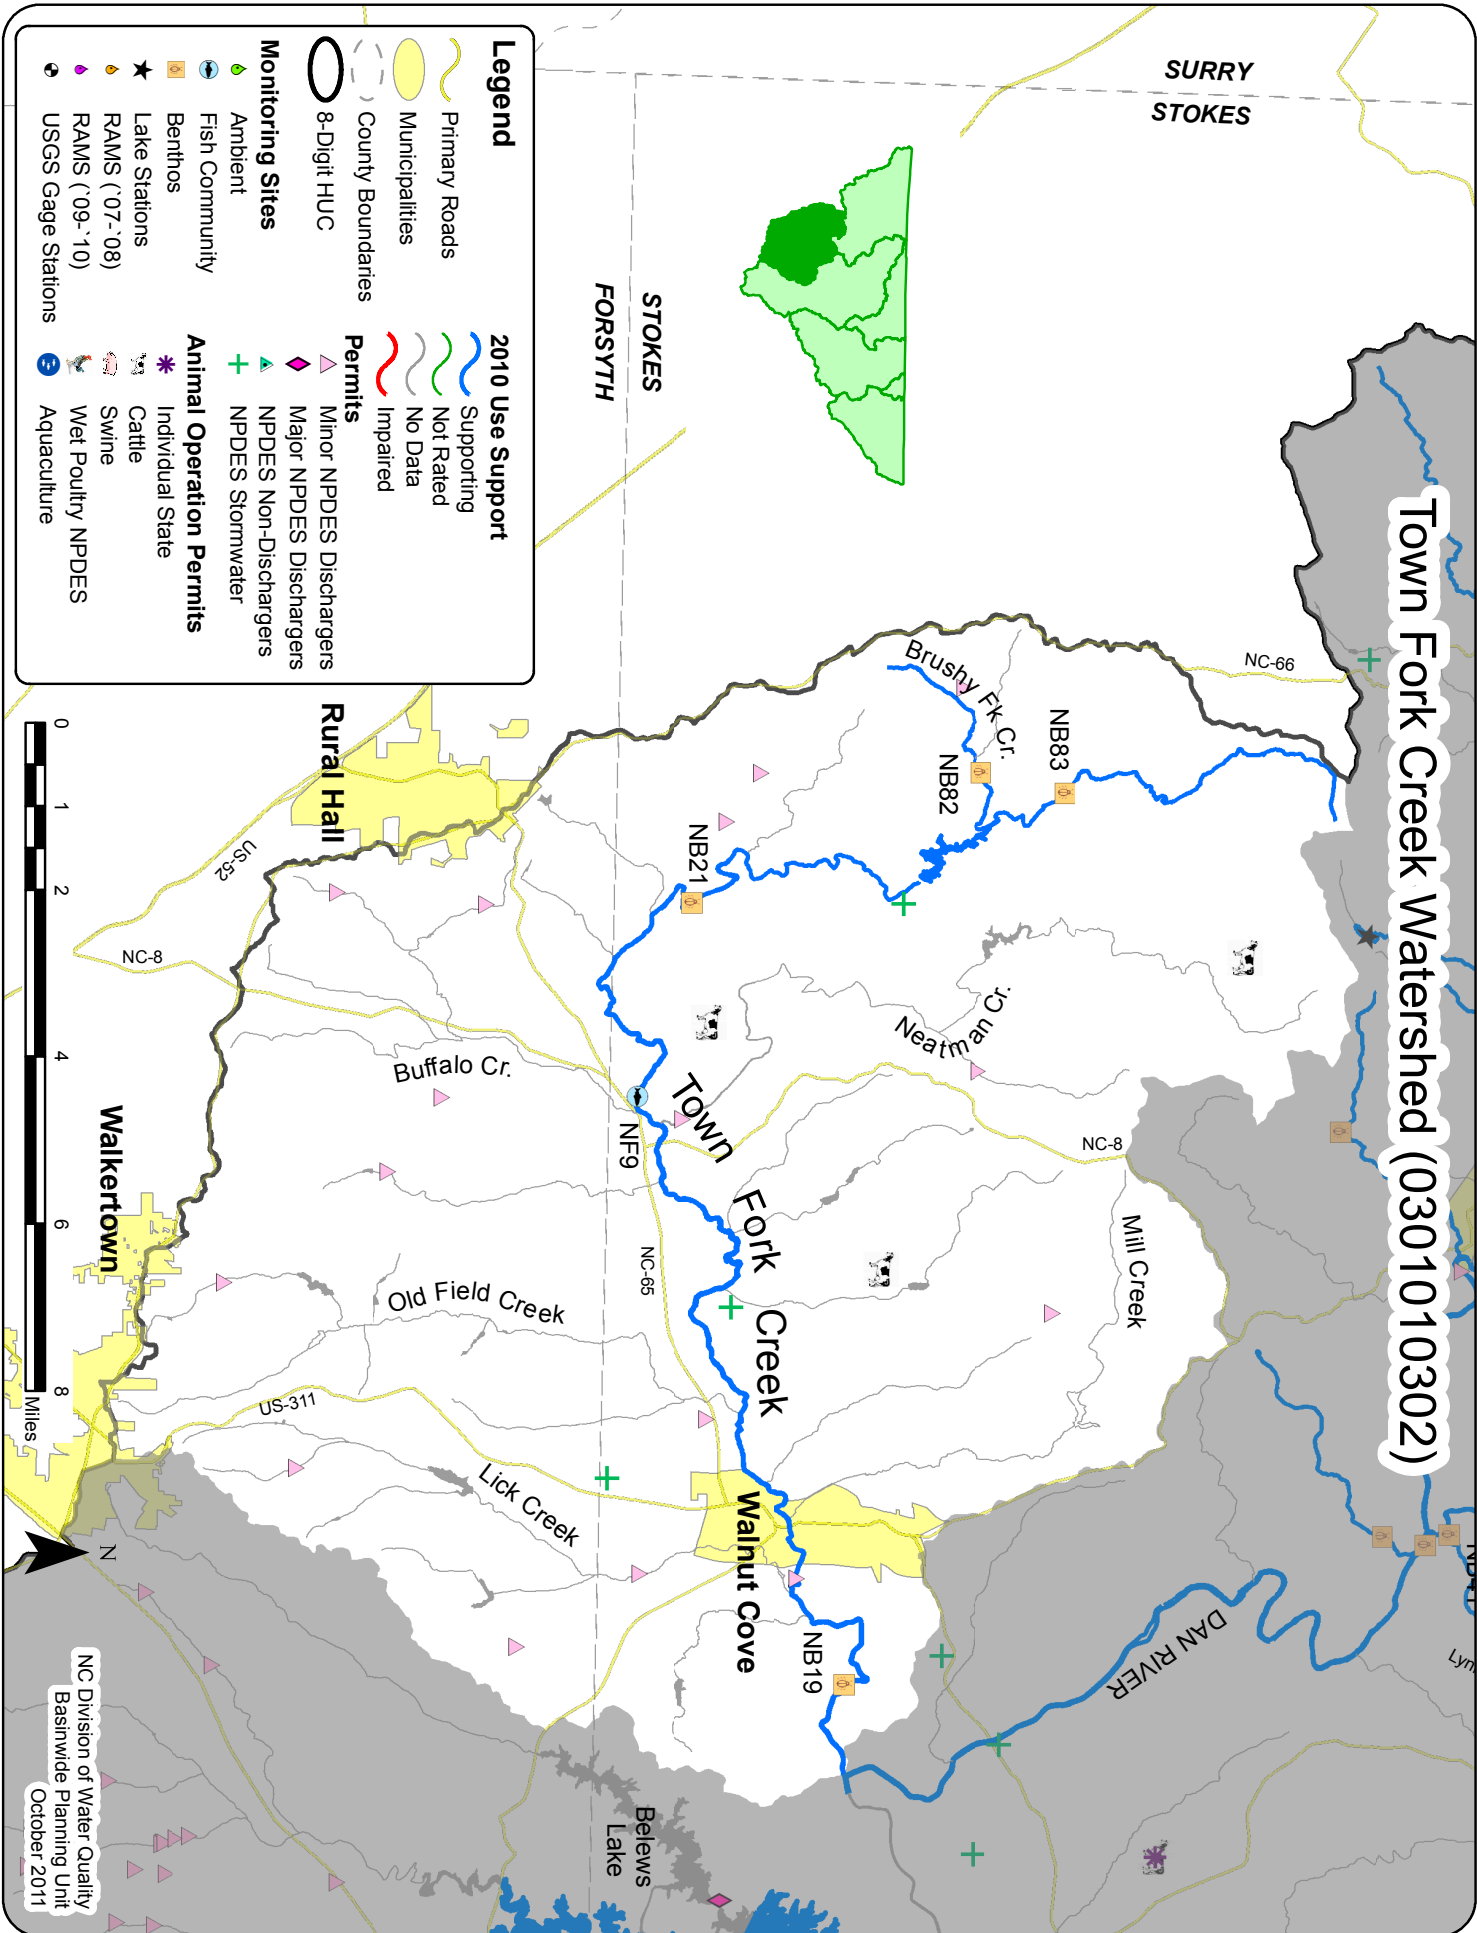 Town Fork Creek Watershed (0301010302)
SURRY
STOKES
STOKES
FORSYTH
NC-66
Brushy Fk Cr.
NB83
NB82
NB21
Neatman Cr.
NC-8
Mill Creek
Town Fork Creek
NF9
NC-65
Buffalo Cr.
Old Field Creek
US-311
Lick Creek
Walnut Cove
NB19
DAN RIVER
Belews
Lake
Rural Hall
US-52
NC-8
Walkertown
Legend
Primary Roads
Municipalities
County Boundaries
8-Digit HUC
Monitoring Sites
Ambient
Fish Community
Benthos
Lake Stations
RAMS (`07-`08)
RAMS (`09-`10)
USGS Gage Stations
2010 Use Support
Supporting
Not Rated
No Data
Impaired
Permits
Minor NPDES Dischargers
Major NPDES Dischargers
NPDES Non-Dischargers
NPDES Stormwater
Animal Operation Permits
Individual State
Cattle
Swine
Wet Poultry NPDES
Aquaculture
0 1 2 4 6 8
Miles
N
NC Division of Water Quality
Basinwide Planning Unit
October 2011